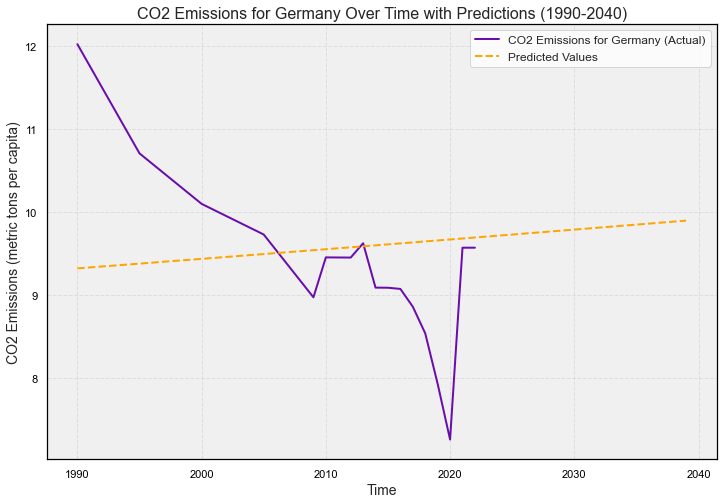 CO2 Emissions for Germany Over Time with Predictions (1990-2040)
CO2 Emissions for Germany (Actual)
Predicted Values
CO2 Emissions (metric tons per capita)
12
11
10
9
8
1990 2000 2010 2020 2030 2040
Time